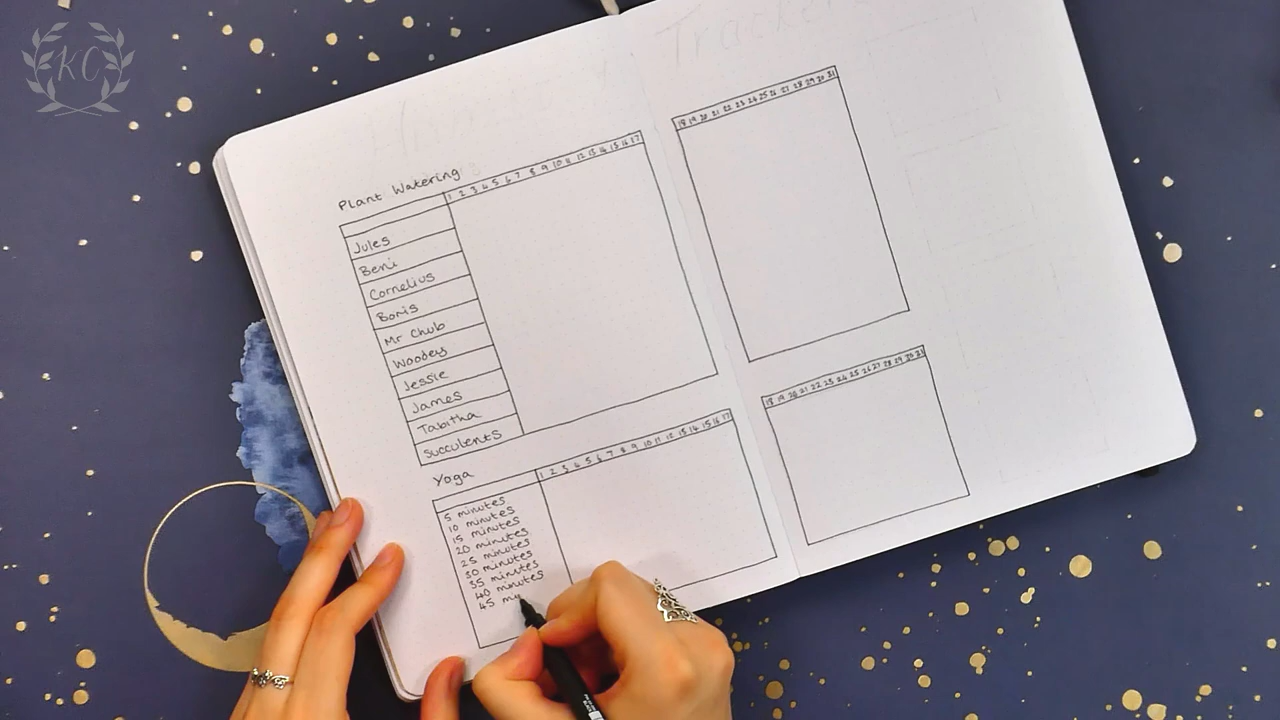 KC
Trackers
Plant Watering
1 2 3 4 5 6 7 8 9 10 11 12 13 14 15 16 17
18 19 20 21 22 23 24 25 26 27 28 29 30 31
Jules
Beni
Cornelius
Boris
Mr Chub
Woodey
Jessie
James
Tabitha
Succulents
Yoga
1 2 3 4 5 6 7 8 9 10 11 12 13 14 15 16 17
18 19 20 21 22 23 24 25 26 27 28 29 30 31
5 minutes
10 minutes
15 minutes
20 minutes
25 minutes
30 minutes
35 minutes
40 minutes
45 m